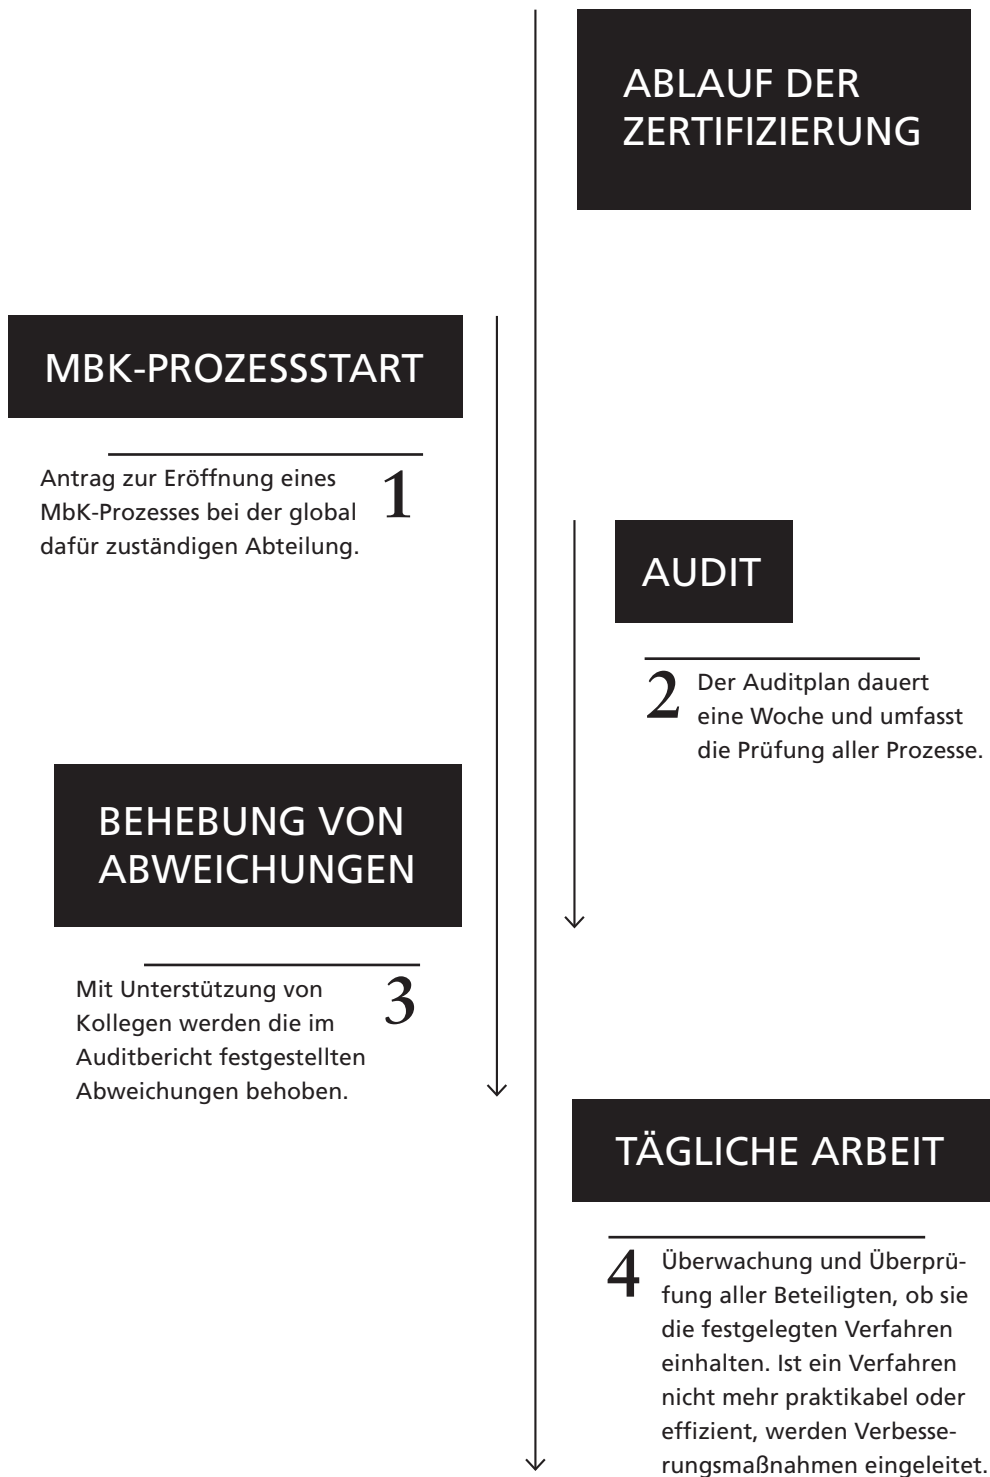 ABLAUF DER
ZERTIFIZIERUNG
MBK-PROZESSSTART
1
Antrag zur Eröffnung eines
MbK-Prozesses bei der global
dafür zuständigen Abteilung.
AUDIT
2
Der Auditplan dauert
eine Woche und umfasst
die Prüfung aller Prozesse.
BEHEBUNG VON
ABWEICHUNGEN
3
Mit Unterstützung von
Kollegen werden die im
Auditbericht festgestellten
Abweichungen behoben.
TÄGLICHE ARBEIT
4
Überwachung und Überprü-
fung aller Beteiligten, ob sie
die festgelegten Verfahren
einhalten. Ist ein Verfahren
nicht mehr praktikabel oder
effizient, werden Verbesse-
rungsmaßnahmen eingeleitet.